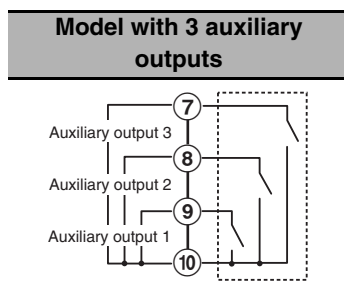 Model with 3 auxiliary
outputs
7
Auxiliary output 3
8
Auxiliary output 2
9
Auxiliary output 1
10